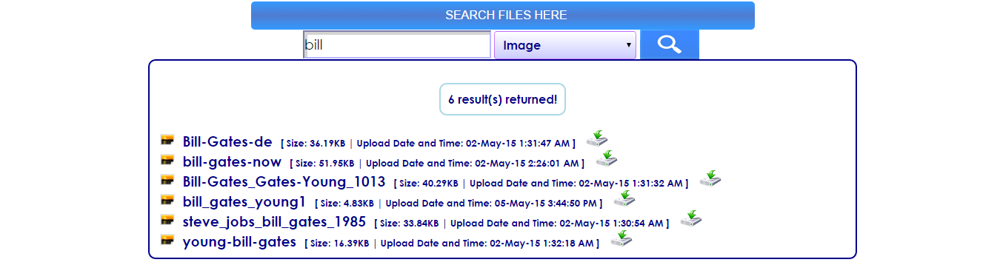 SEARCH FILES HERE
bill Image
6 result(s) returned!
Bill-Gates-de [ Size: 36.19KB | Upload Date and Time: 02-May-15 1:31:47 AM ]
bill-gates-now [ Size: 51.95KB | Upload Date and Time: 02-May-15 2:26:01 AM ]
Bill-Gates_Gates-Young_1013 [ Size: 40.29KB | Upload Date and Time: 02-May-15 1:31:32 AM ]
bill_gates_young1 [ Size: 4.83KB | Upload Date and Time: 05-May-15 3:44:50 PM ]
steve_jobs_bill_gates_1985 [ Size: 33.84KB | Upload Date and Time: 02-May-15 1:30:54 AM ]
young-bill-gates [ Size: 16.39KB | Upload Date and Time: 02-May-15 1:32:18 AM ]